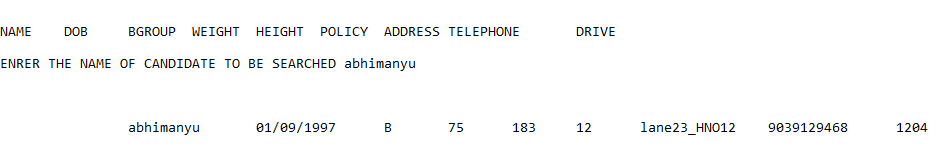 NAME DOB BGROUP WEIGHT HEIGHT POLICY ADDRESS TELEPHONE DRIVE
ENRER THE NAME OF CANDIDATE TO BE SEARCHED abhimanyu
abhimanyu 01/09/1997 B 75 183 12 lane23_HNO12 9039129468 1204